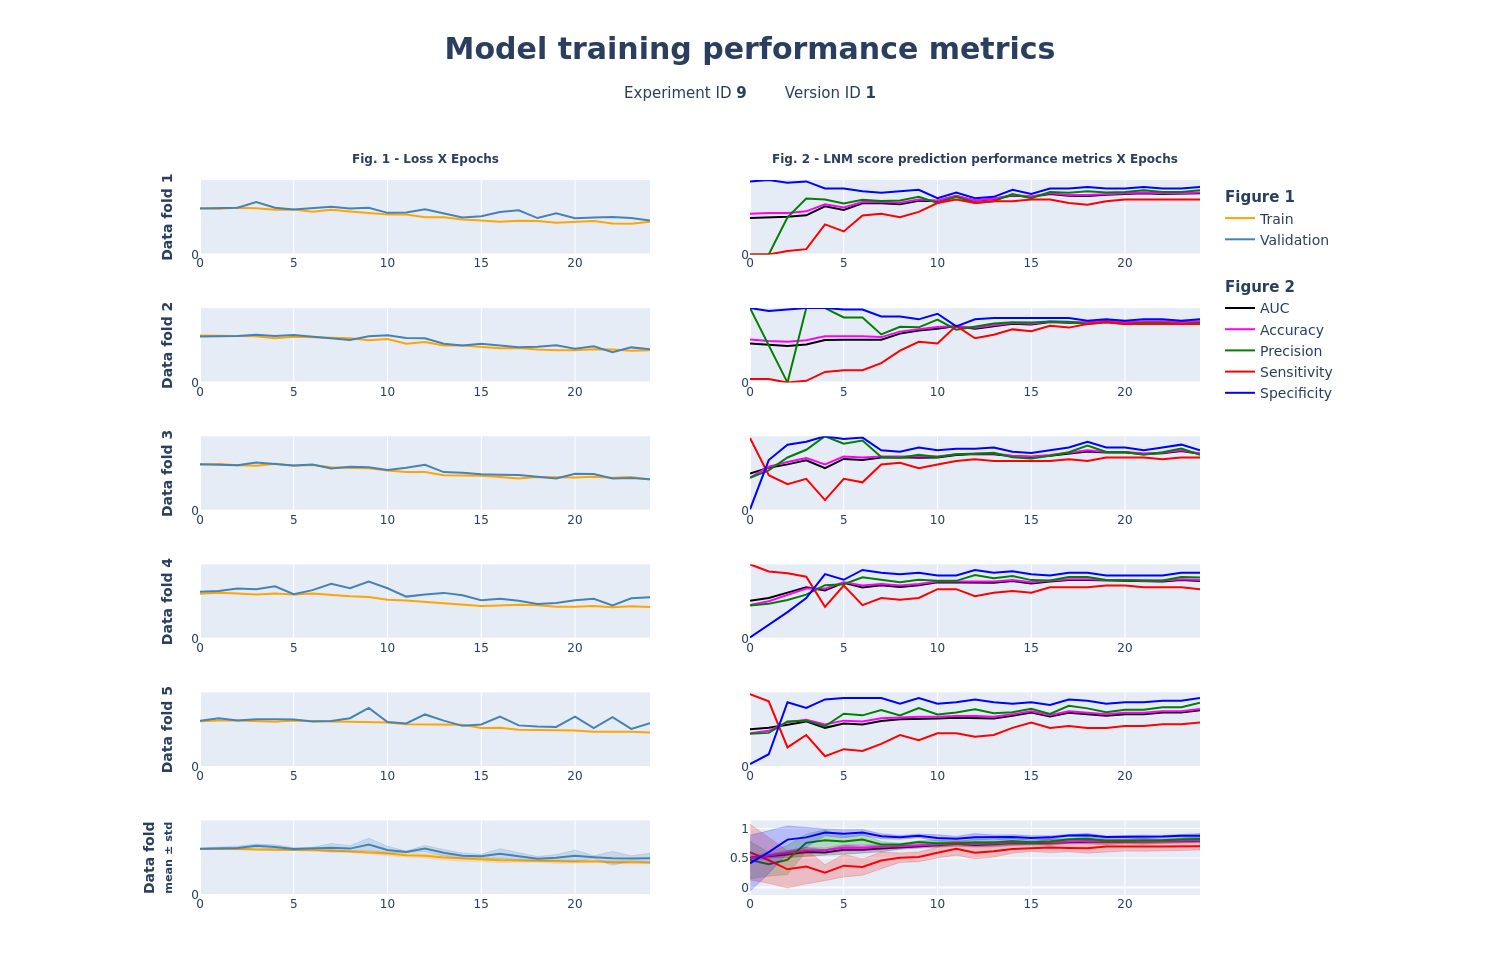 Model training performance metrics
Experiment ID 9 Version ID 1
Fig. 1 - Loss X Epochs
Fig. 2 - LNM score prediction performance metrics X Epochs
Data fold 1
0
0 5 10 15 20
0
0 5 10 15 20
Figure 1
Train
Validation
Figure 2
AUC
Accuracy
Precision
Sensitivity
Specificity
Data fold 2
0
0 5 10 15 20
0
0 5 10 15 20
Data fold 3
0
0 5 10 15 20
0
0 5 10 15 20
Data fold 4
0
0 5 10 15 20
0
0 5 10 15 20
Data fold 5
0
0 5 10 15 20
0
0 5 10 15 20
Data fold
mean ± std
0
0 5 10 15 20
1
0.5
0
0 5 10 15 20